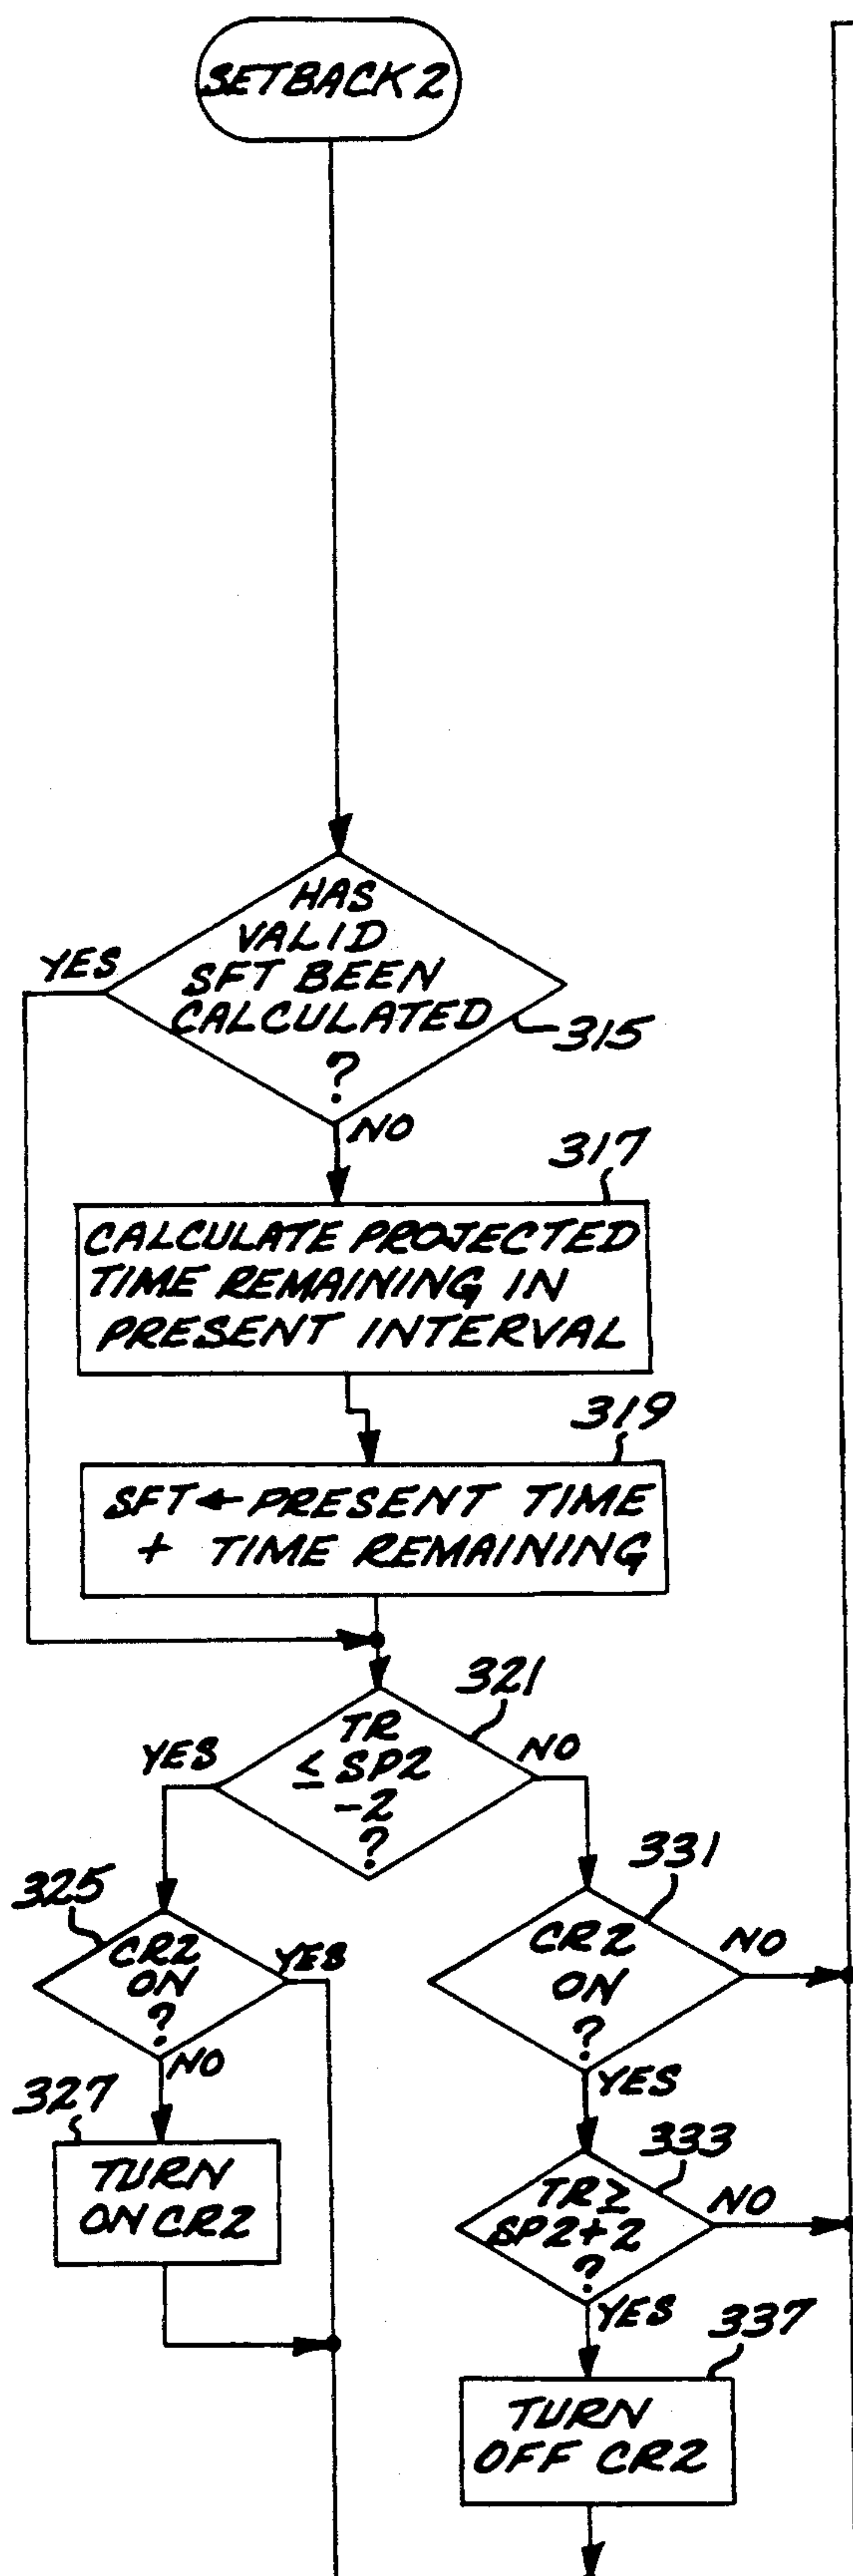 SETBACK 2
HAS
VALID
SFT BEEN
CALCULATED
?
YES
315
NO
317
CALCULATE PROJECTED
TIME REMAINING IN
PRESENT INTERVAL
319
SFT ← PRESENT TIME
+ TIME REMAINING
321
TR
≤ SP2
-2
?
YES
NO
325
CR2
ON
?
YES
NO
327
TURN
ON CR2
331
CR2
ON
?
NO
YES
333
TR ≥
SP2+2
?
NO
YES
337
TURN
OFF CR2